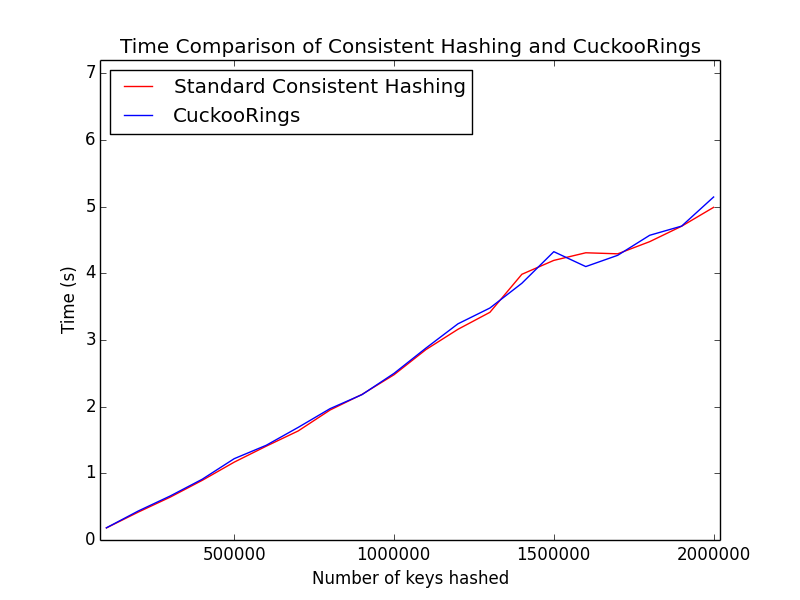 Time Comparison of Consistent Hashing and CuckooRings
7
Standard Consistent Hashing
CuckooRings
6
5
4
3
2
1
0
Time (s)
500000 1000000 1500000 2000000
Number of keys hashed